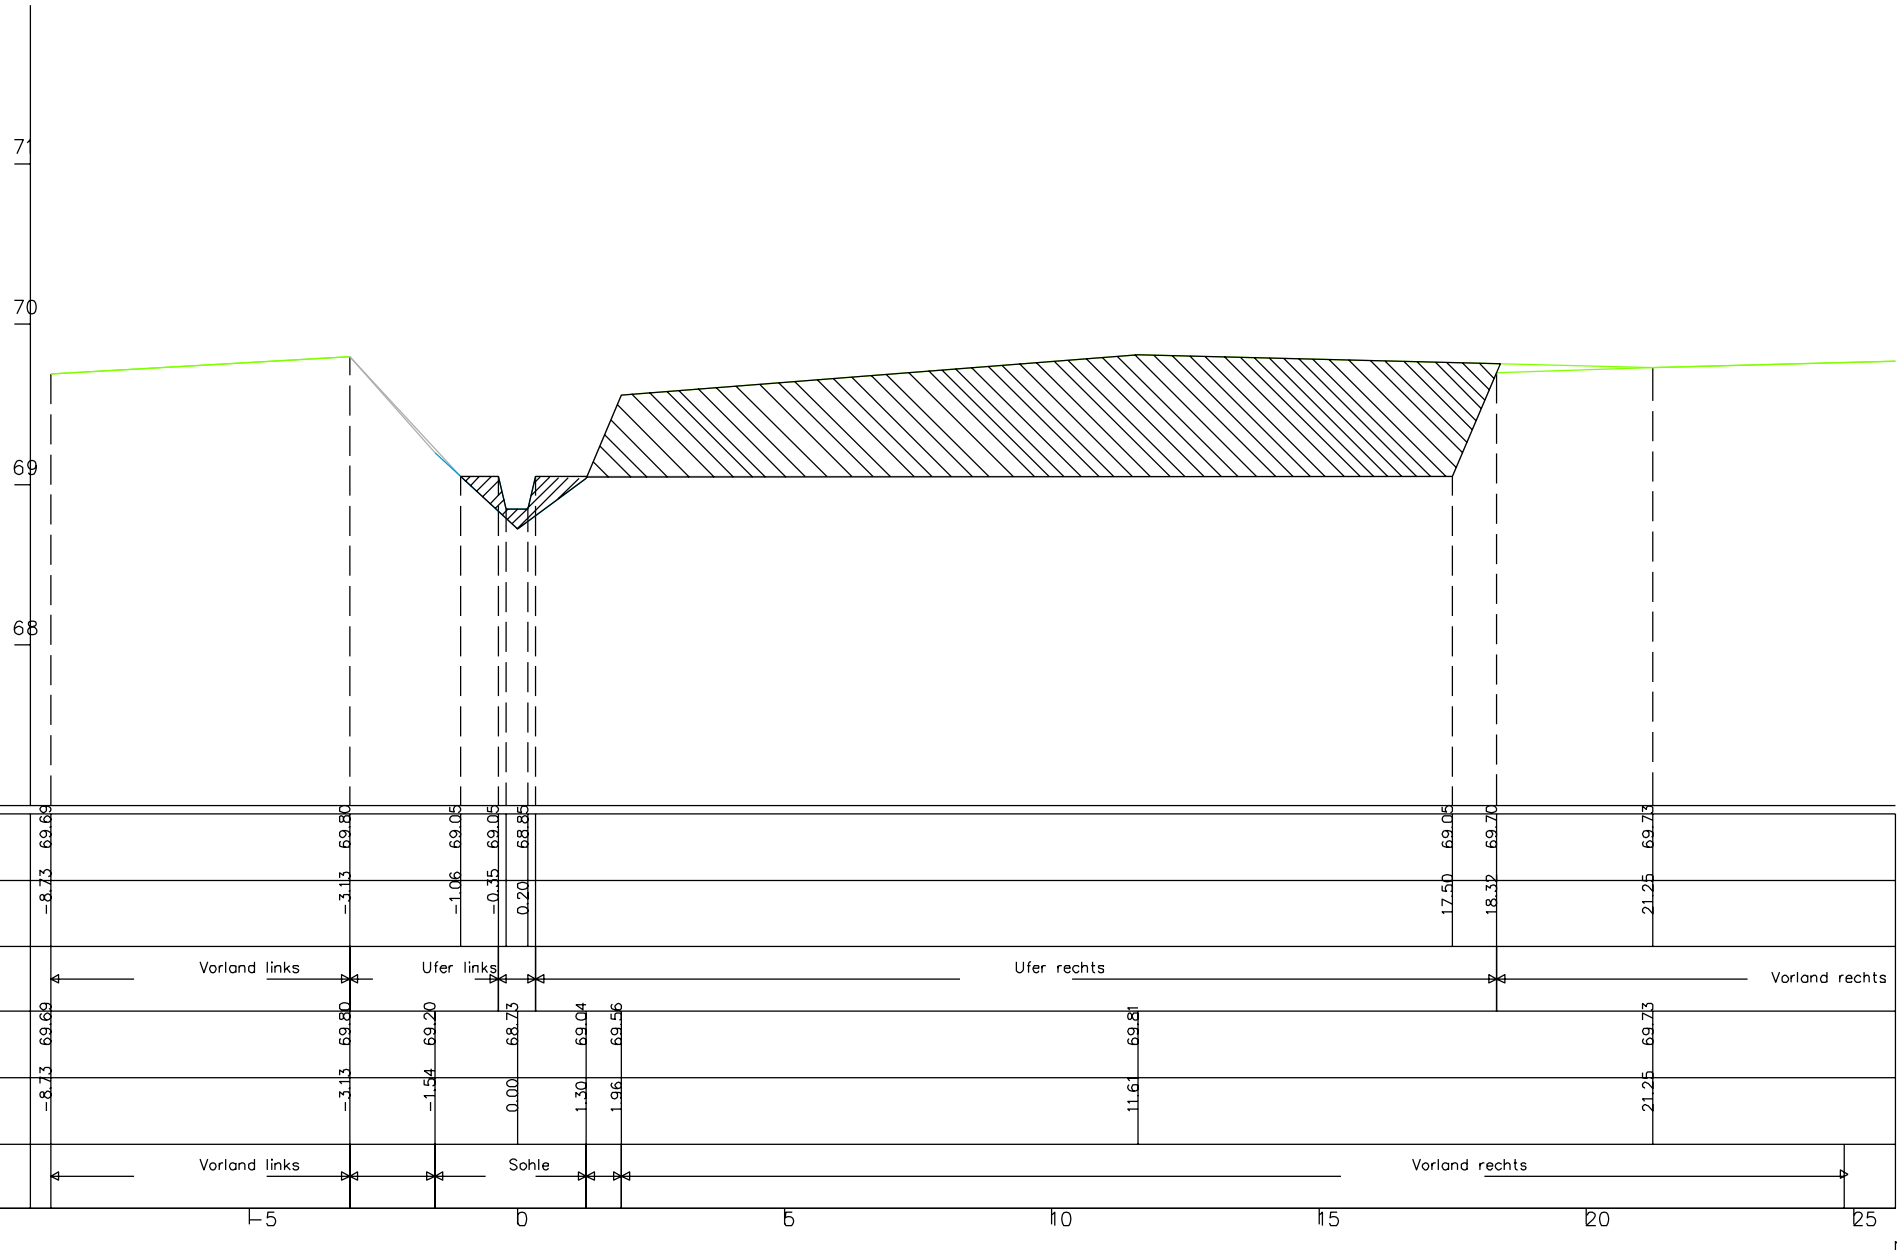 71
70
69
68
69.69 69.80 69.05 69.05 68.85 69.05 69.70 69.73
-8.73 -3.13 -1.06 -0.35 0.20 17.50 18.32 21.25
Vorland links Ufer links Ufer rechts Vorland rechts
69.69 69.80 69.20 68.73 69.04 69.56 69.81 69.73
-8.73 -3.13 -1.54 0.00 1.30 1.96 11.61 21.25
Vorland links Sohle Vorland rechts
-5 0 5 10 15 20 25